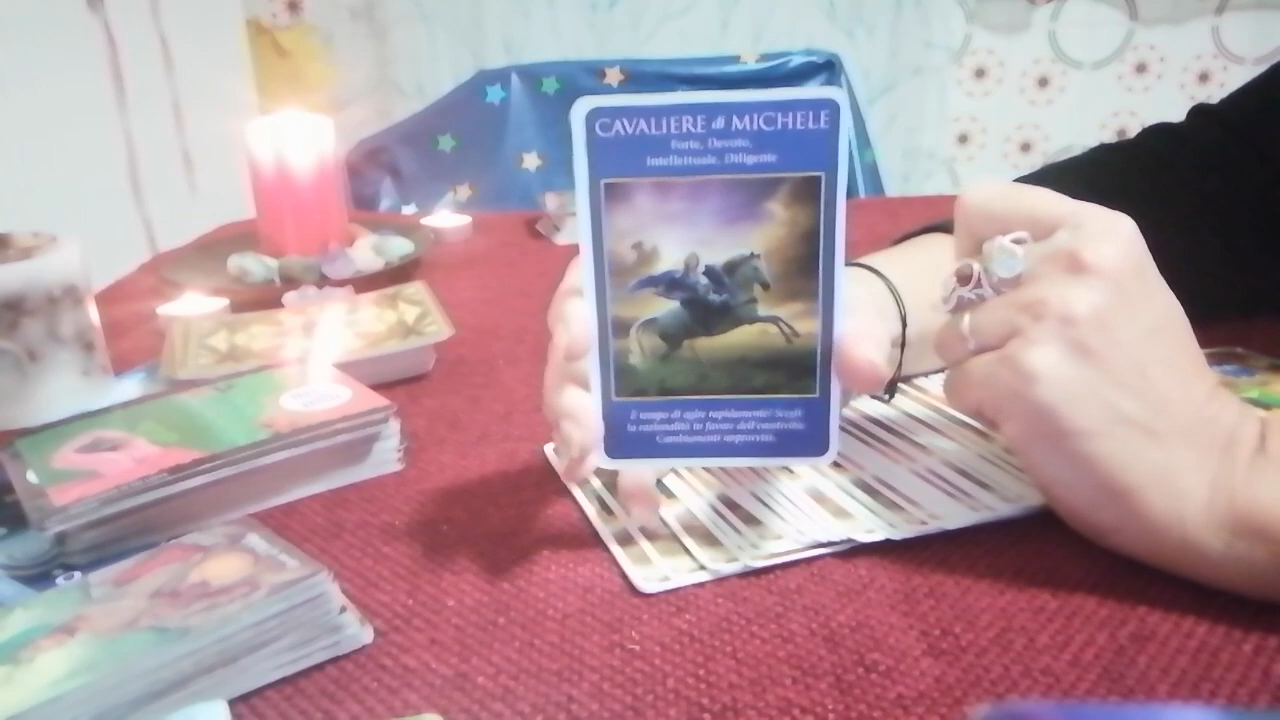 CAVALIERE di MICHELE
Forte, Devoto,
Intellettuale, Diligente
È tempo di agire rapidamente! Scegli
la razionalità in favore dell'emotività.
Cambiamenti improvvisi.